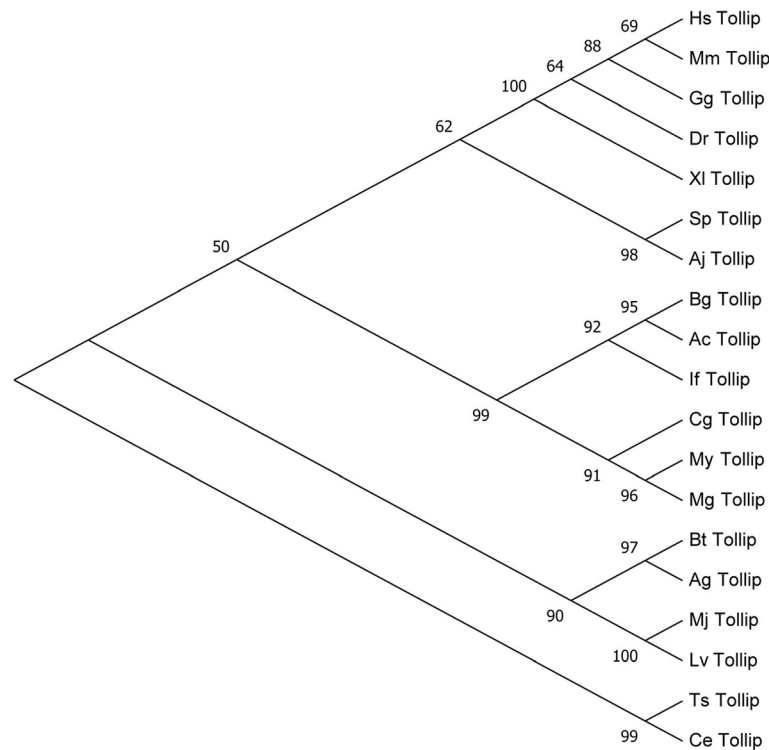 69
Hs Tollip
88
Mm Tollip
64
Gg Tollip
100
Dr Tollip
62
Xl Tollip
Sp Tollip
98
Aj Tollip
50
Bg Tollip
95
Ac Tollip
92
If Tollip
99
Cg Tollip
91
My Tollip
96
Mg Tollip
Bt Tollip
97
Ag Tollip
90
Mj Tollip
100
Lv Tollip
Ts Tollip
99
Ce Tollip